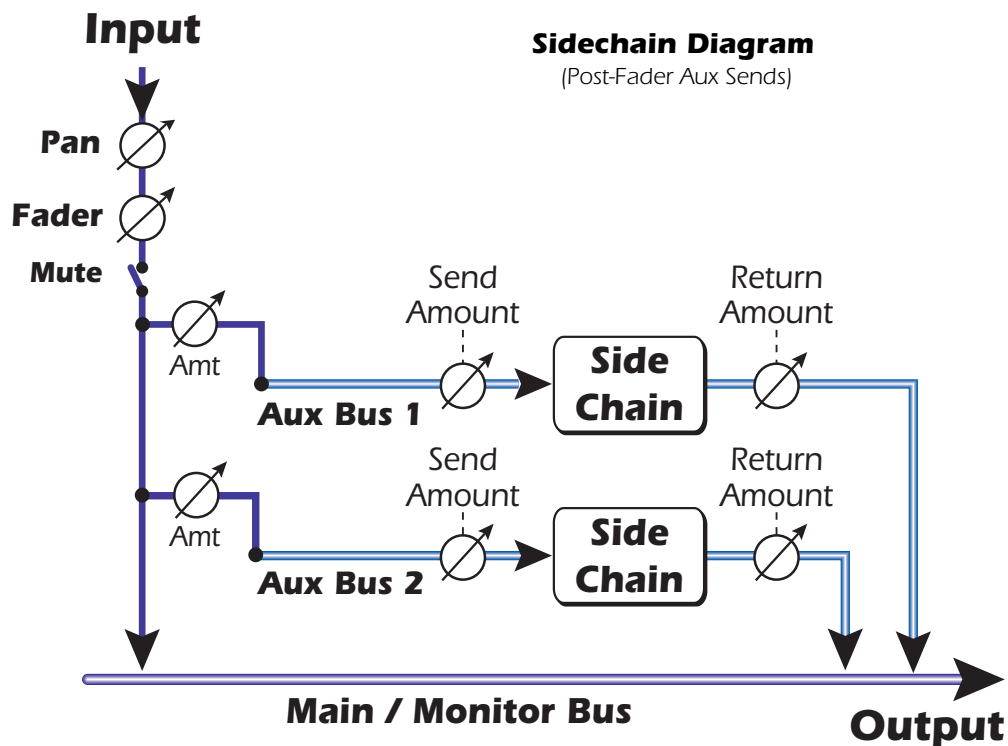 Input
Sidechain Diagram
(Post-Fader Aux Sends)
Pan
Fader
Mute
Send
Amount
Return
Amount
Amt
Side
Chain
Aux Bus 1
Send
Amount
Return
Amount
Amt
Side
Chain
Aux Bus 2
Main / Monitor Bus
Output